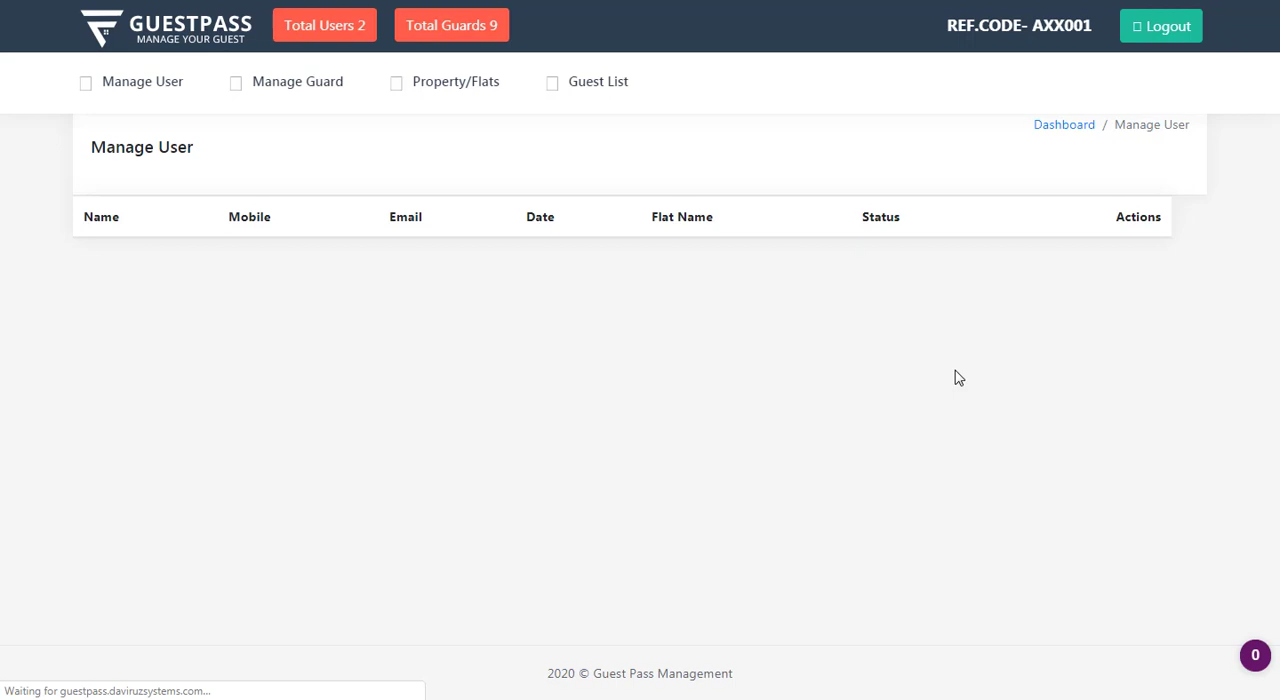 GUESTPASS
MANAGE YOUR GUEST
Total Users 2
Total Guards 9
REF.CODE- AXX001
Logout
Manage User
Manage Guard
Property/Flats
Guest List
Dashboard / Manage User
Manage User
Name Mobile Email Date Flat Name Status Actions
0
2020 © Guest Pass Management
Waiting for guestpass.daviruzsystems.com...